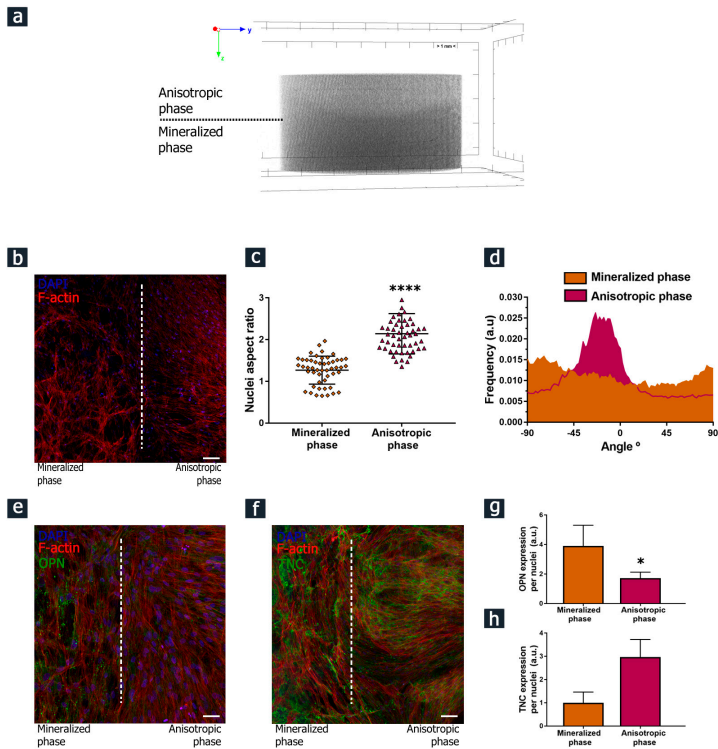 a
y
z
> 1 mm <
Anisotropic
phase
Mineralized
phase
b
DAPI
F-actin
Mineralized
phase
Anisotropic
phase
c
****
Nuclei aspect ratio
3
2
1
0
Mineralized
phase
Anisotropic
phase
d
Mineralized phase
Anisotropic phase
Frequency (a.u)
0.030
0.025
0.020
0.015
0.010
0.005
0.000
-90
-45
0
45
90
Angle º
e
DAPI
F-actin
OPN
Mineralized
phase
Anisotropic
phase
f
DAPI
F-actin
TNC
Mineralized
phase
Anisotropic
phase
g
OPN expression
per nuclei (a.u.)
6
4
2
0
*
Mineralized
phase
Anisotropic
phase
h
TNC expression
per nuclei (a.u.)
4
3
2
1
0
Mineralized
phase
Anisotropic
phase